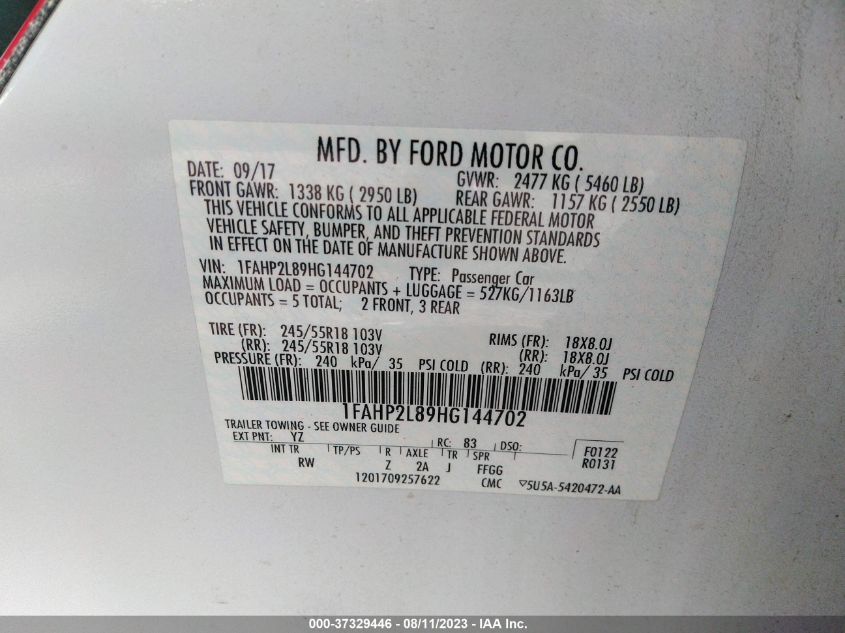 MFD. BY FORD MOTOR CO.
DATE: 09/17 GVWR: 2477 KG ( 5460 LB)
FRONT GAWR: 1338 KG ( 2950 LB) REAR GAWR: 1157 KG ( 2550 LB)
THIS VEHICLE CONFORMS TO ALL APPLICABLE FEDERAL MOTOR
VEHICLE SAFETY, BUMPER, AND THEFT PREVENTION STANDARDS
IN EFFECT ON THE DATE OF MANUFACTURE SHOWN ABOVE.
VIN: 1FAHP2L89HG144702 TYPE: Passenger Car
MAXIMUM LOAD = OCCUPANTS + LUGGAGE = 527KG/1163LB
OCCUPANTS = 5 TOTAL; 2 FRONT, 3 REAR
TIRE (FR): 245/55R18 103V RIMS (FR): 18X8.0J
(RR): 245/55R18 103V (RR): 18X8.0J
PRESSURE (FR): 240 kPa/ 35 PSI COLD (RR): 240 kPa/ 35 PSI COLD
1FAHP2L89HG144702
TRAILER TOWING - SEE OWNER GUIDE
EXT PNT: YZ RC: 83 DSO: F0122
INT TR TP/PS R AXLE TR SPR R0131
RW Z 2A J FFGG
1201709257622 CMC ▽5U5A-5420472-AA
000-37329446 - 08/11/2023 - IAA Inc.